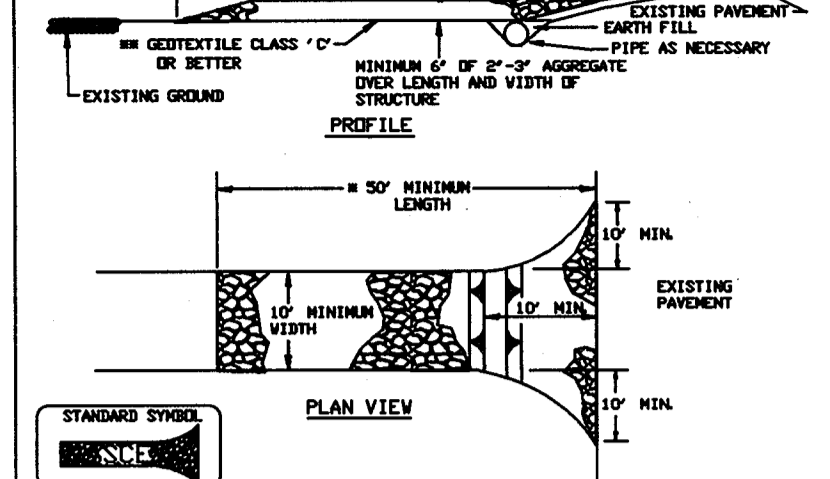 EXISTING PAVEMENT
EARTH FILL
PIPE AS NECESSARY
** GEOTEXTILE CLASS 'C'
OR BETTER
MINIMUM 6' OF 2'-3' AGGREGATE
OVER LENGTH AND WIDTH OF
STRUCTURE
EXISTING GROUND
PROFILE
* 50' MINIMUM
LENGTH
10' MIN.
EXISTING
PAVEMENT
10' MINIMUM
WIDTH
10' MIN.
10' MIN.
PLAN VIEW
STANDARD SYMBOL
SCE